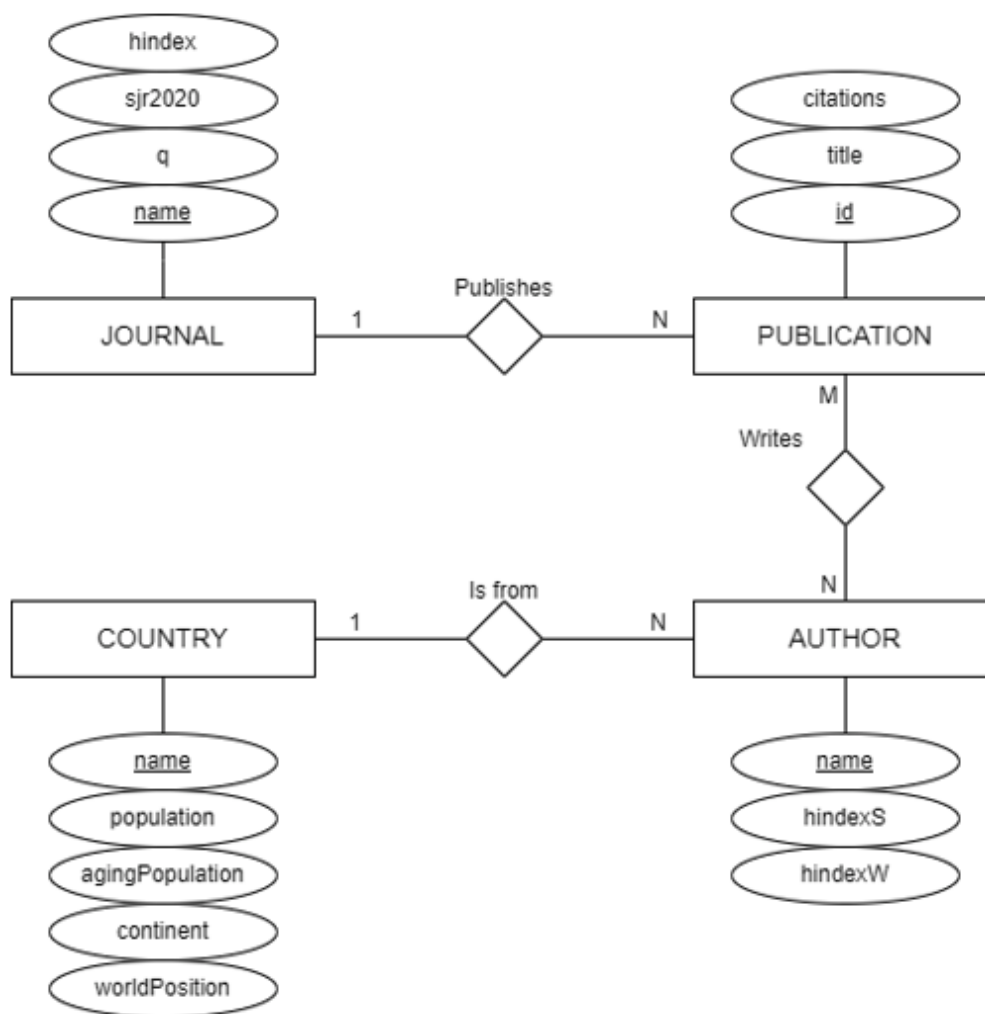 hindex
sjr2020
q
name
citations
title
id
Publishes
JOURNAL
1
N
PUBLICATION
M
Writes
N
Is from
COUNTRY
1
N
AUTHOR
name
population
agingPopulation
continent
worldPosition
name
hindexS
hindexW